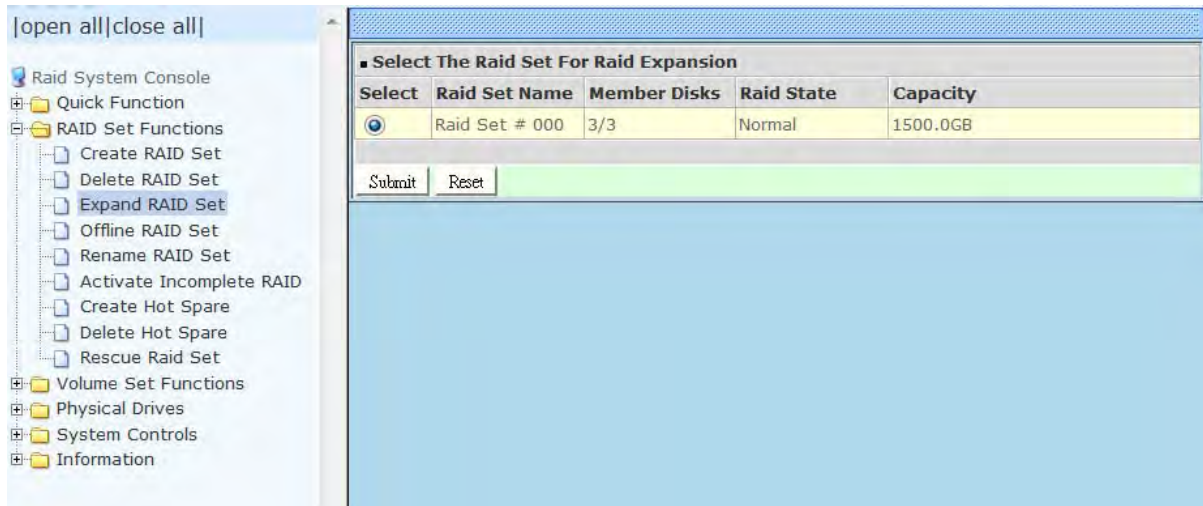 |open all|close all|
Raid System Console
Quick Function
RAID Set Functions
Create RAID Set
Delete RAID Set
Expand RAID Set
Offline RAID Set
Rename RAID Set
Activate Incomplete RAID
Create Hot Spare
Delete Hot Spare
Rescue Raid Set
Volume Set Functions
Physical Drives
System Controls
Information
Select The Raid Set For Raid Expansion
Select Raid Set Name Member Disks Raid State Capacity
Raid Set # 000 3/3 Normal 1500.0GB
Submit Reset